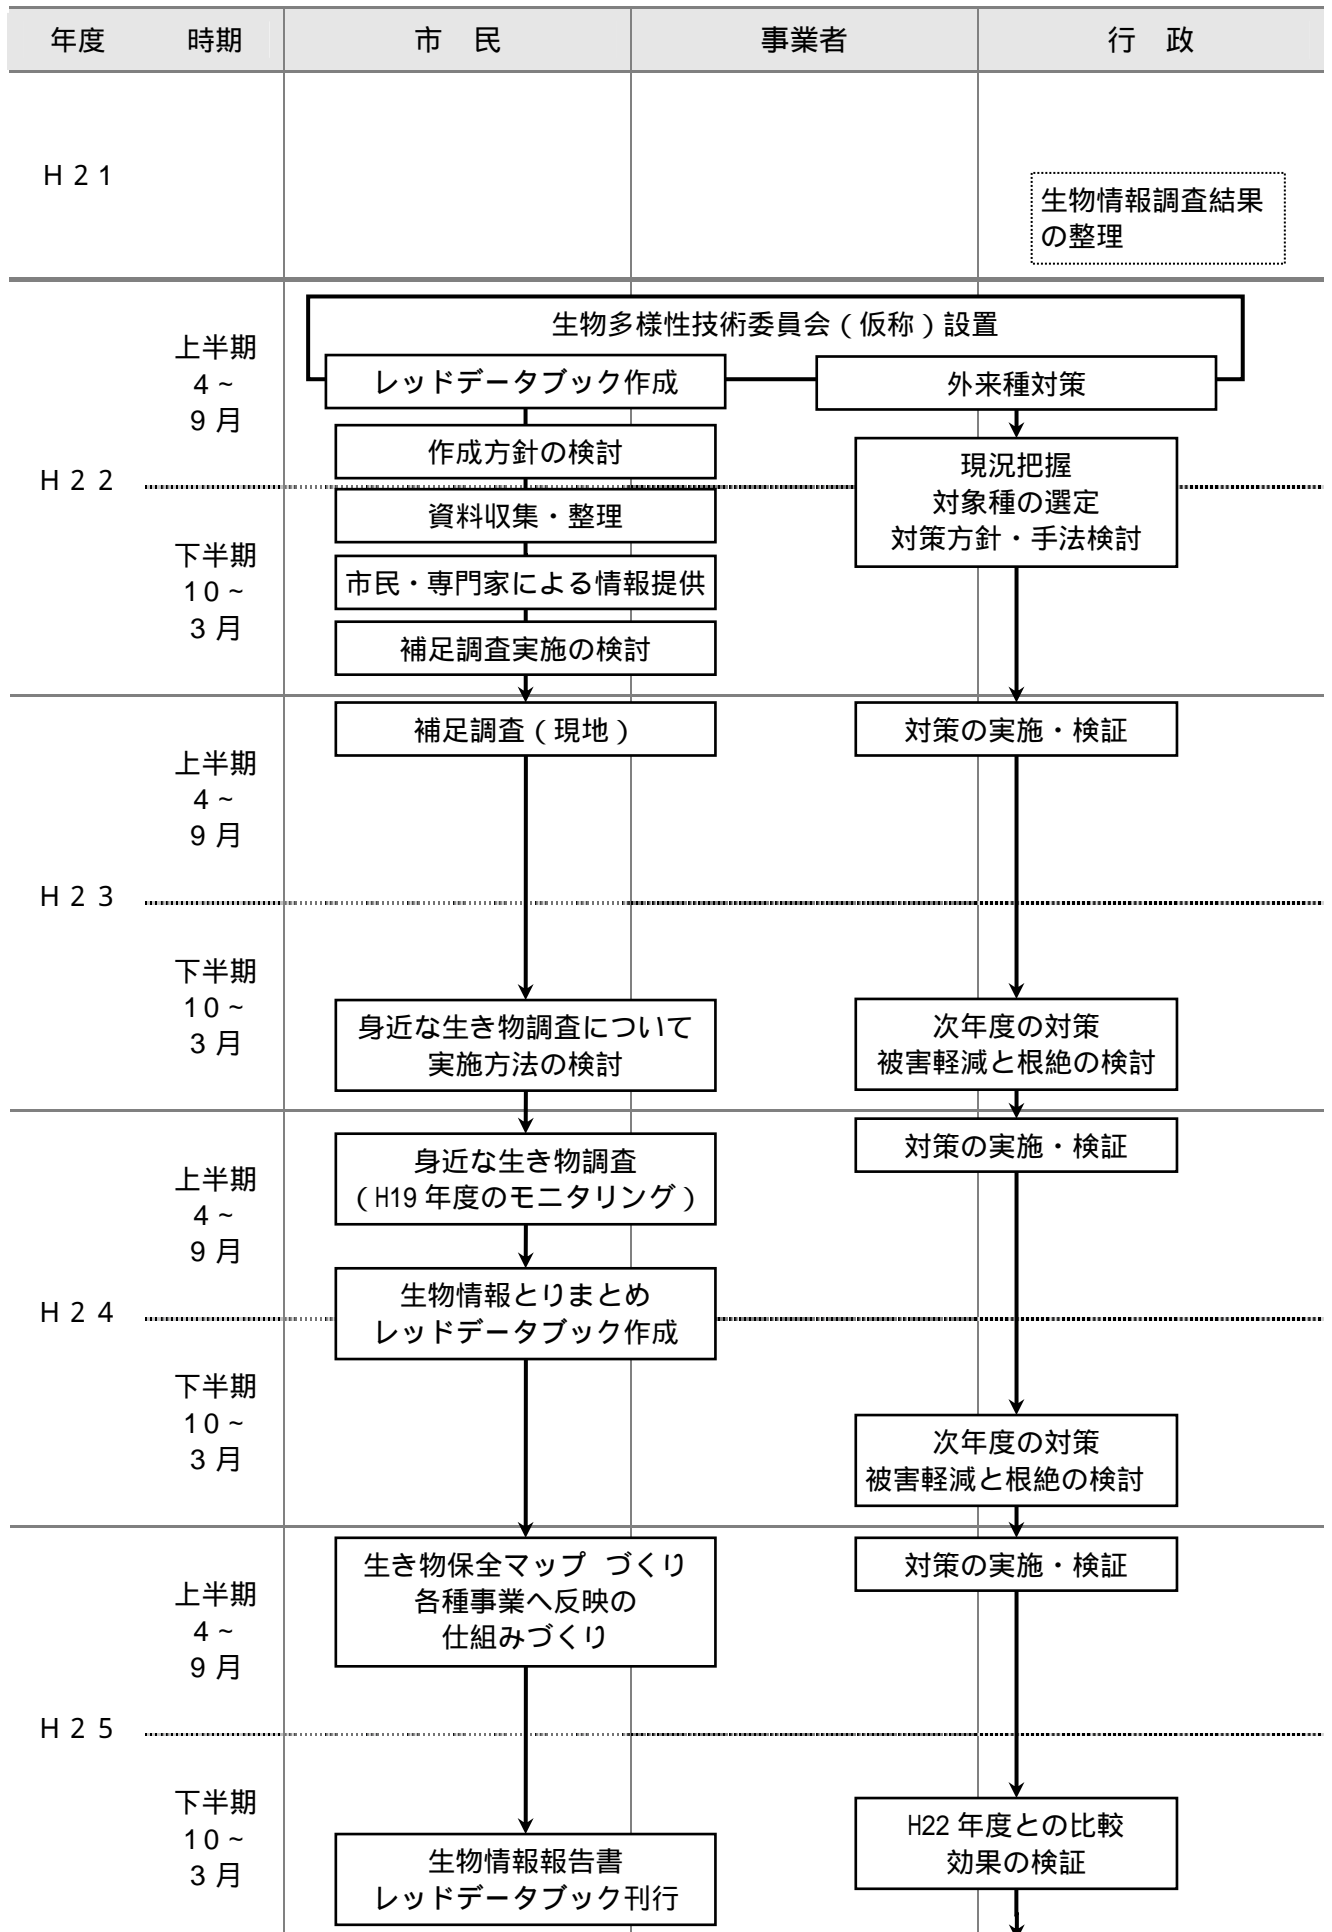 年度 時期 市　民 事業者 行　政
Ｈ２１
生物情報調査結果
の整理
生物多様性技術委員会（仮称）設置
上半期
４～
９月
レッドデータブック作成
外来種対策
作成方針の検討
現況把握
対象種の選定
対策方針・手法検討
Ｈ２２
資料収集・整理
下半期
１０～
３月
市民・専門家による情報提供
補足調査実施の検討
補足調査（現地）
対策の実施・検証
上半期
４～
９月
Ｈ２３
下半期
１０～
３月
身近な生き物調査について
実施方法の検討
次年度の対策
被害軽減と根絶の検討
対策の実施・検証
上半期
４～
９月
身近な生き物調査
（H19年度のモニタリング）
Ｈ２４
生物情報とりまとめ
レッドデータブック作成
下半期
１０～
３月
次年度の対策
被害軽減と根絶の検討
上半期
４～
９月
生き物保全マップ づくり
各種事業へ反映の
仕組みづくり
対策の実施・検証
Ｈ２５
下半期
１０～
３月
H22年度との比較
効果の検証
生物情報報告書
レッドデータブック刊行